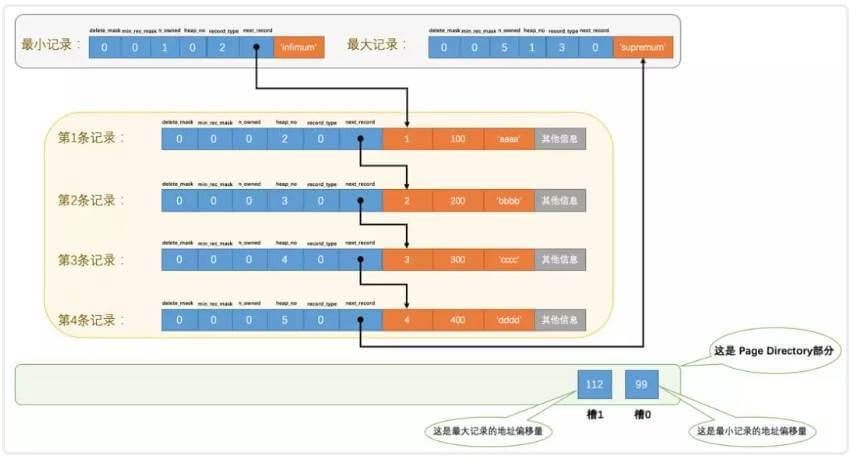 delete_mask min_rec_mask n_owned heap_no record_type next_record
delete_mask min_rec_mask n_owned heap_no record_type next_record
最小记录： 0 0 1 0 2 'infimum'
最大记录： 0 0 5 1 3 0 'supremum'
delete_mask min_rec_mask n_owned heap_no record_type next_record
第1条记录： 0 0 0 2 0 1 100 'aaaa' 其他信息
delete_mask min_rec_mask n_owned heap_no record_type next_record
第2条记录： 0 0 0 3 0 2 200 'bbbb' 其他信息
delete_mask min_rec_mask n_owned heap_no record_type next_record
第3条记录： 0 0 0 4 0 3 300 'cccc' 其他信息
delete_mask min_rec_mask n_owned heap_no record_type next_record
第4条记录： 0 0 0 5 0 4 400 'dddd' 其他信息
这是 Page Directory部分
112 99
槽1 槽0
这是最大记录的地址偏移量 这是最小记录的地址偏移量